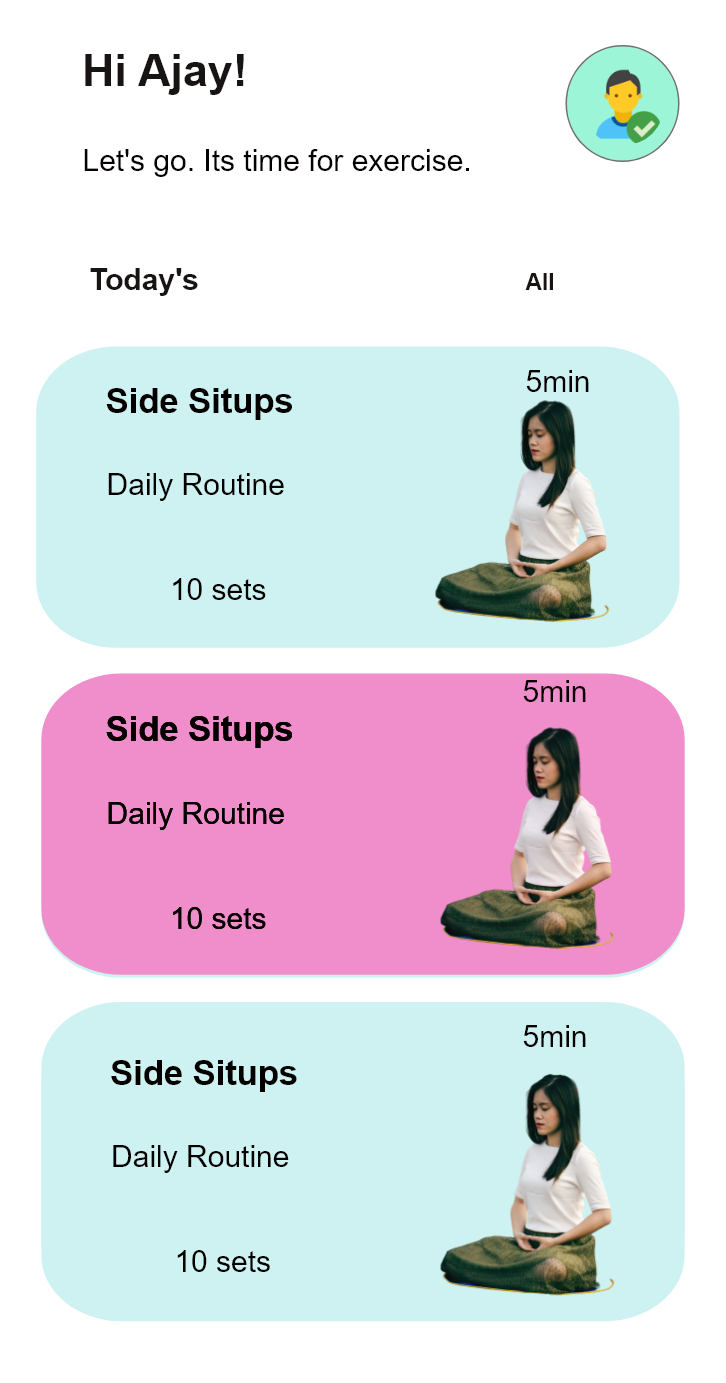 Hi Ajay!
Let's go. Its time for exercise.
Today's
All
Side Situps
5min
Daily Routine
10 sets
Side Situps
5min
Daily Routine
10 sets
Side Situps
5min
Daily Routine
10 sets